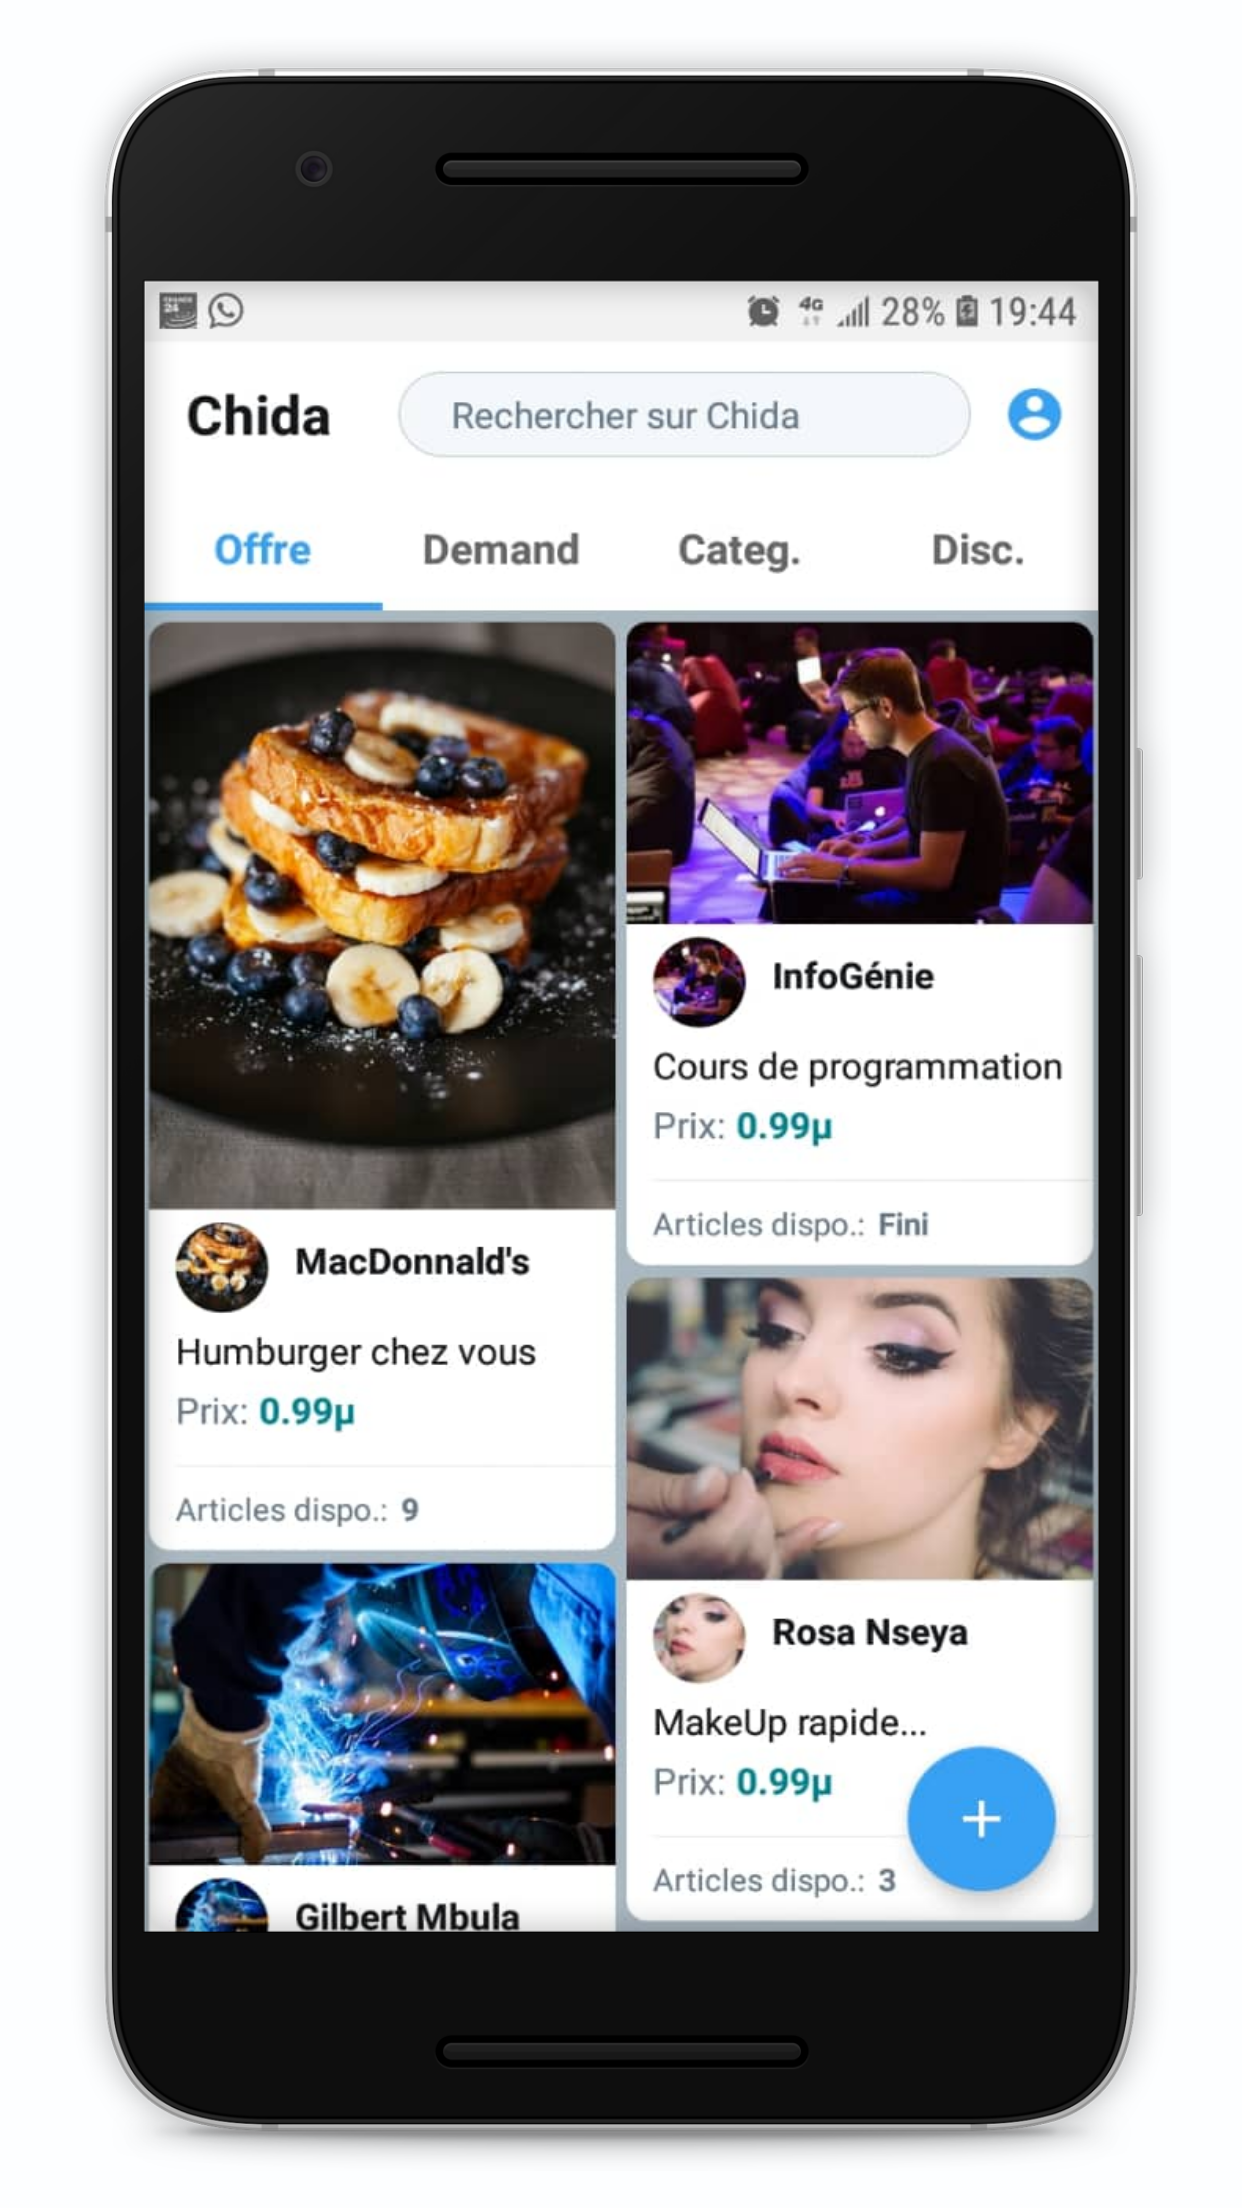 FRANCE
24
4G
28%
19:44
Chida
Rechercher sur Chida
Offre
Demand
Categ.
Disc.
MacDonnald's
Humburger chez vous
Prix: 0.99µ
Articles dispo.: 9
Gilbert Mbula
InfoGénie
Cours de programmation
Prix: 0.99µ
Articles dispo.: Fini
Rosa Nseya
MakeUp rapide...
Prix: 0.99µ
Articles dispo.: 3
+